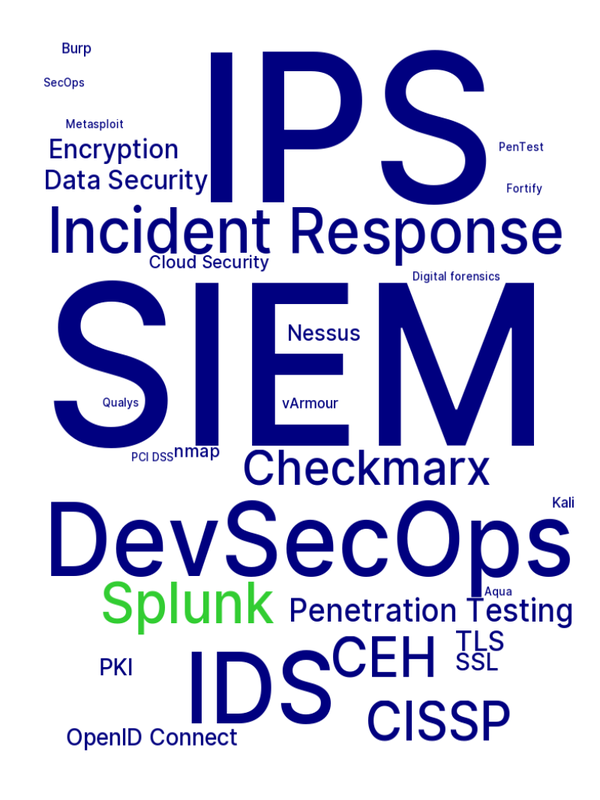 Burp
IPS
SecOps
Metasploit
Encryption
PenTest
Data Security
Fortify
Incident Response
Cloud Security
Digital forensics
SIEM
Nessus
Qualys
vArmour
nmap
PCI DSS
Checkmarx
Kali
DevSecOps
Aqua
Splunk
Penetration Testing
CEH
TLS
SSL
PKI
IDS
CISSP
OpenID Connect